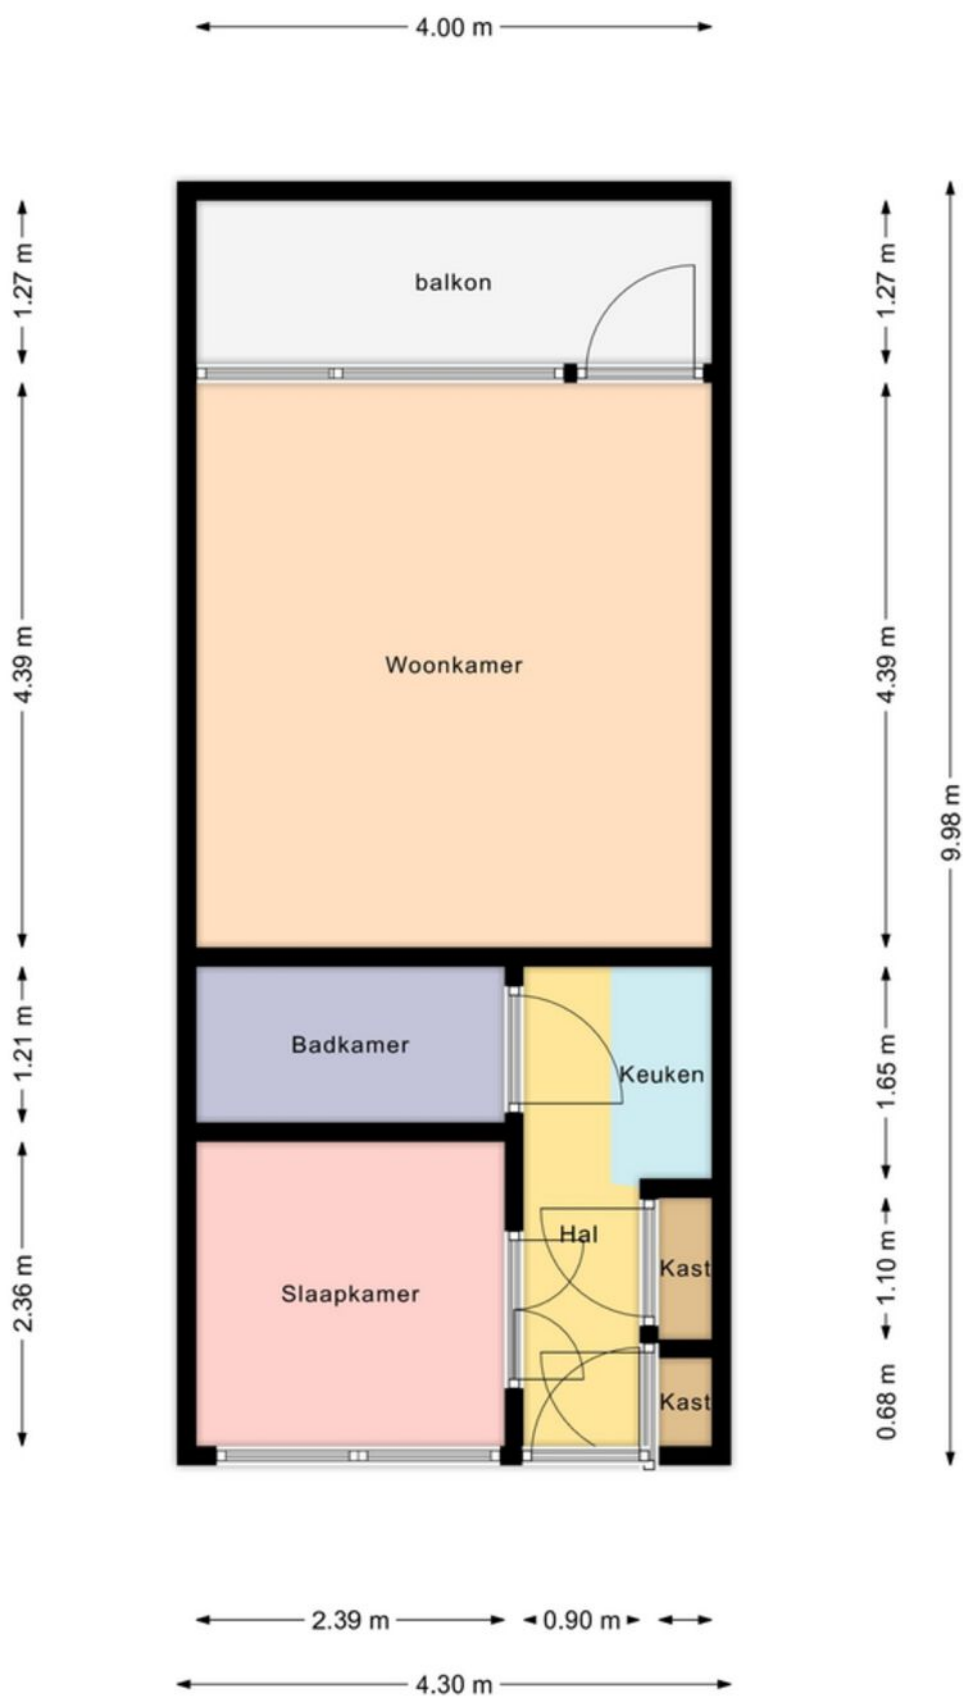 4.00 m
1.27 m
balkon
1.27 m
4.39 m
Woonkamer
4.39 m
9.98 m
1.21 m
Badkamer
Keuken
1.65 m
Hal
2.36 m
Slaapkamer
Kast
1.10 m
Kast
0.68 m
2.39 m
0.90 m
4.30 m